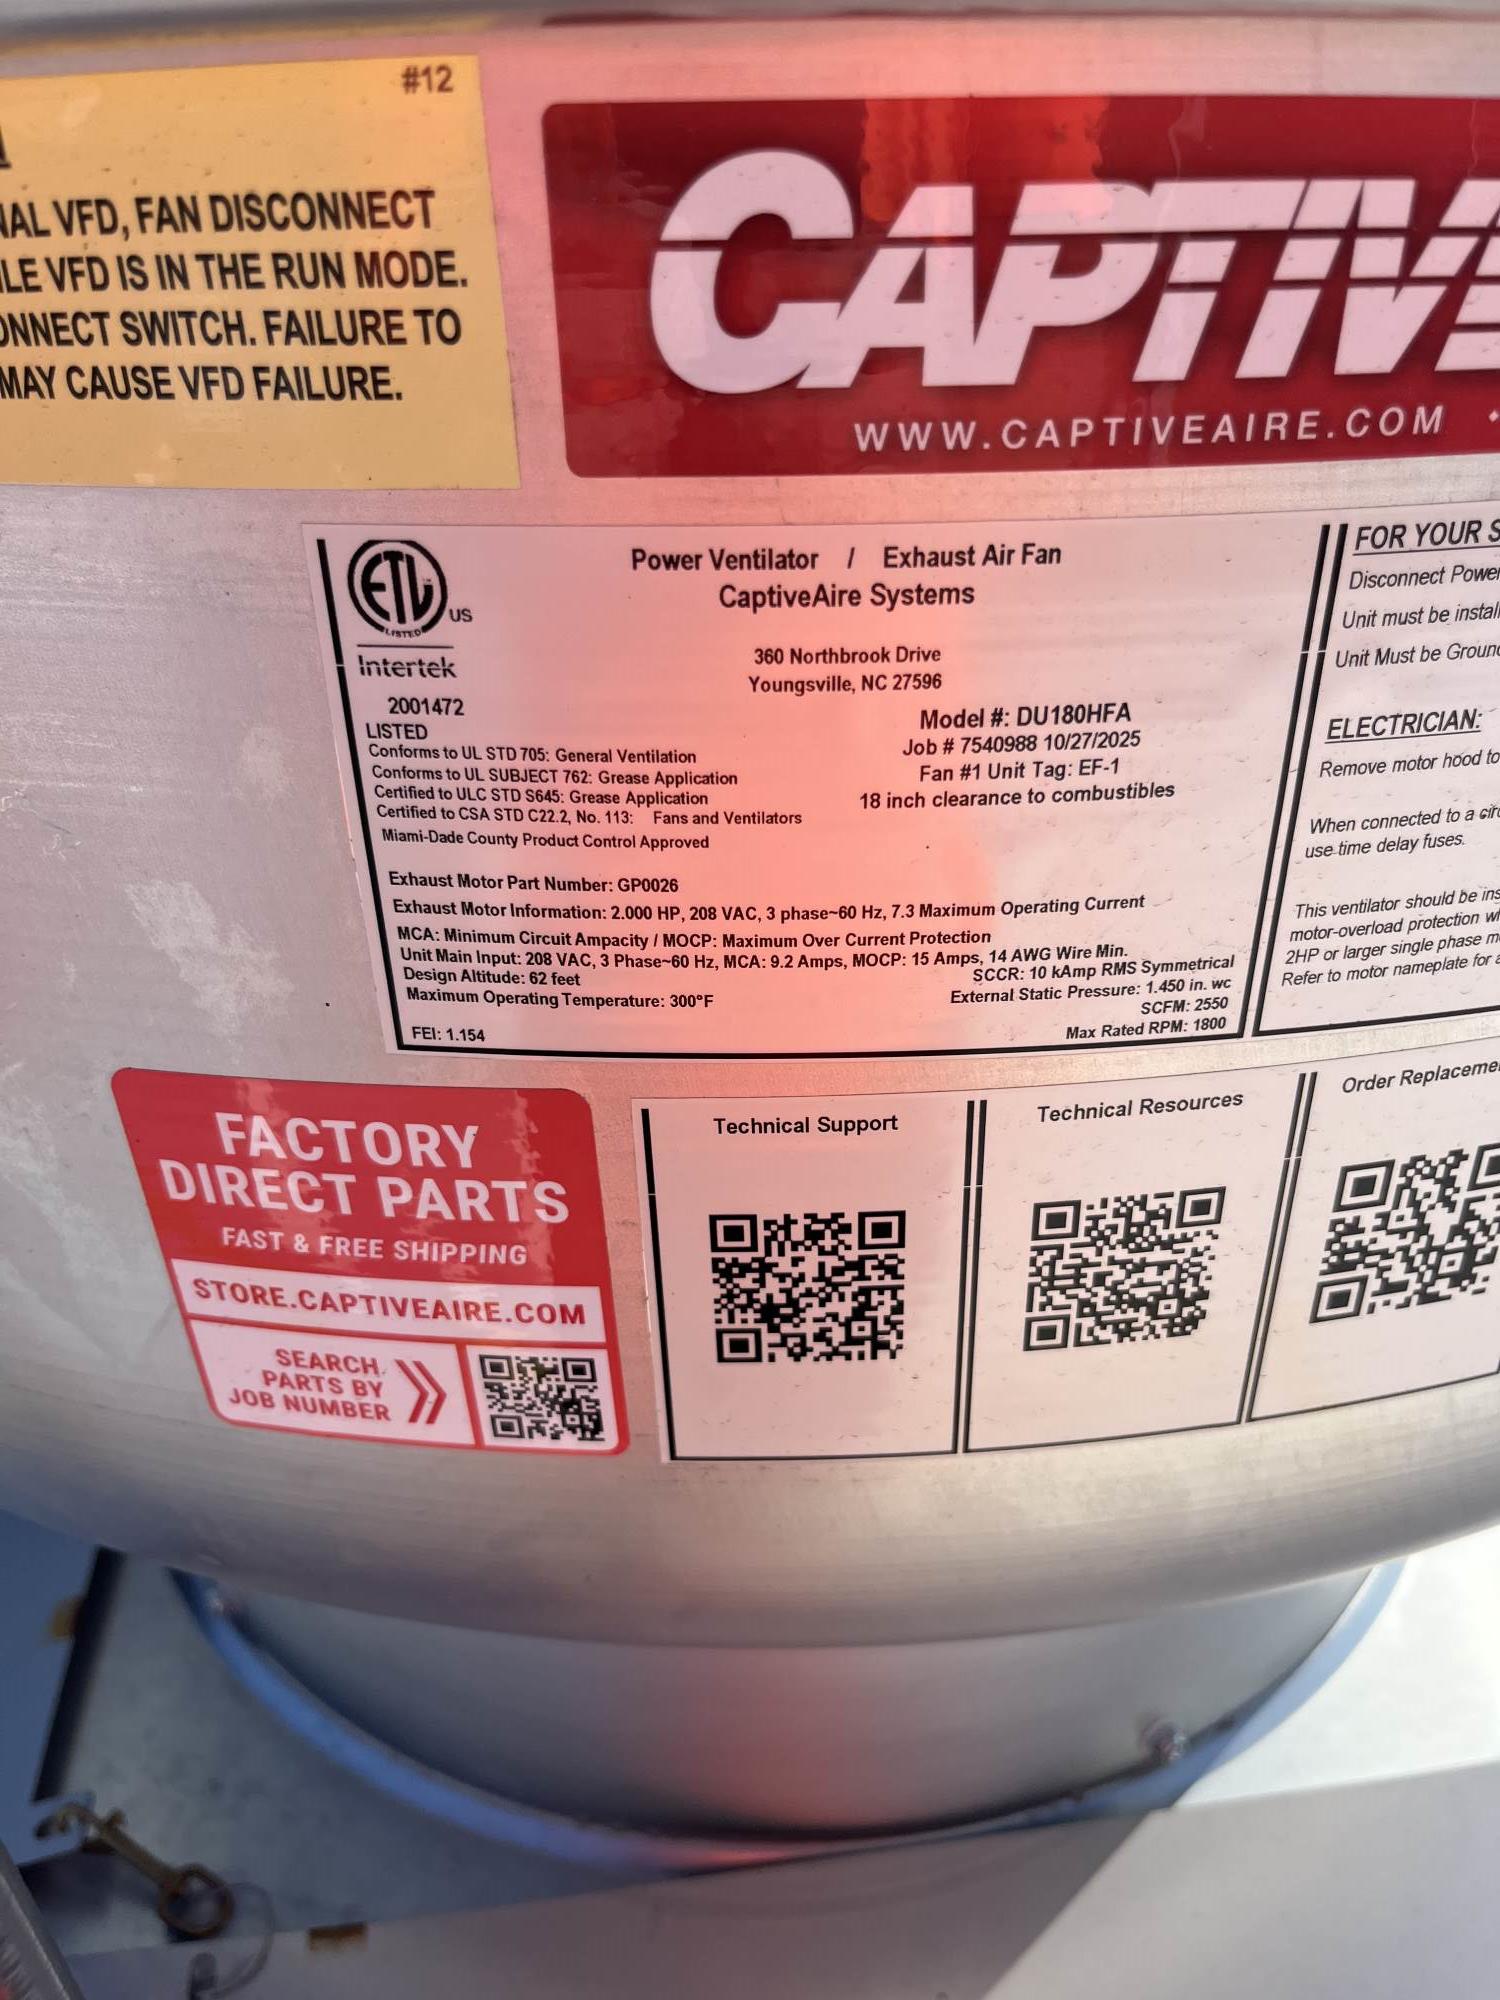 #12
VFD, FAN DISCONNECT
VFD IS IN THE RUN MODE.
SWITCH. FAILURE TO
MAY CAUSE VFD FAILURE.
CAPTIV
WWW.CAPTIVEAIRE.COM
ETL US
LISTED
Intertek
2001472
LISTED
Conforms to UL STD 705: General Ventilation
Conforms to UL SUBJECT 762: Grease Application
Certified to ULC STD S645: Grease Application
Certified to CSA STD C22.2, No. 113: Fans and Ventilators
Miami-Dade County Product Control Approved
Power Ventilator / Exhaust Air Fan
CaptiveAire Systems
360 Northbrook Drive
Youngsville, NC 27596
Model #: DU180HFA
Job # 7540988 10/27/2025
Fan #1 Unit Tag: EF-1
18 inch clearance to combustibles
Exhaust Motor Part Number: GP0026
Exhaust Motor Information: 2.000 HP, 208 VAC, 3 phase~60 Hz, 7.3 Maximum Operating Current
MCA: Minimum Circuit Ampacity / MOCP: Maximum Over Current Protection
Unit Main Input: 208 VAC, 3 Phase~60 Hz, MCA: 9.2 Amps, MOCP: 15 Amps, 14 AWG Wire Min.
Design Altitude: 62 feet
SCCR: 10 kAmp RMS Symmetrical
Maximum Operating Temperature: 300°F
External Static Pressure: 1.450 in. wc
SCFM: 2550
FEI: 1.154
Max Rated RPM: 1800
FOR YOUR S
Disconnect Power
Unit must be install
Unit Must be Groun
ELECTRICIAN:
Remove motor hood to
When connected to a circ
use time delay fuses.
This ventilator should be ins
motor-overload protection wh
2HP or larger single phase m
Refer to motor nameplate for a
FACTORY
DIRECT PARTS
FAST & FREE SHIPPING
STORE.CAPTIVEAIRE.COM
SEARCH
PARTS BY
JOB NUMBER
Technical Support
Technical Resources
Order Replaceme